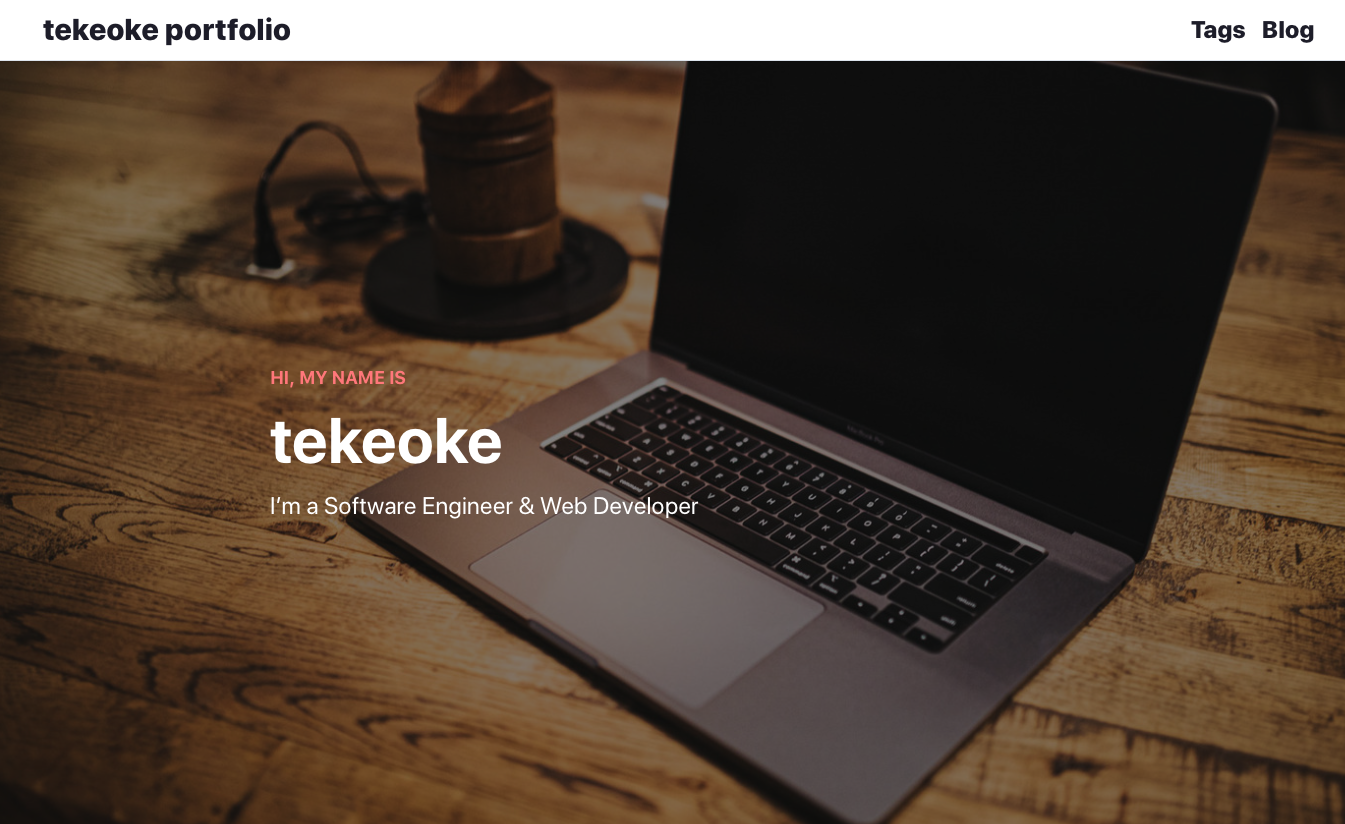 tekeoke portfolio
Tags Blog
HI, MY NAME IS
tekeoke
I'm a Software Engineer & Web Developer